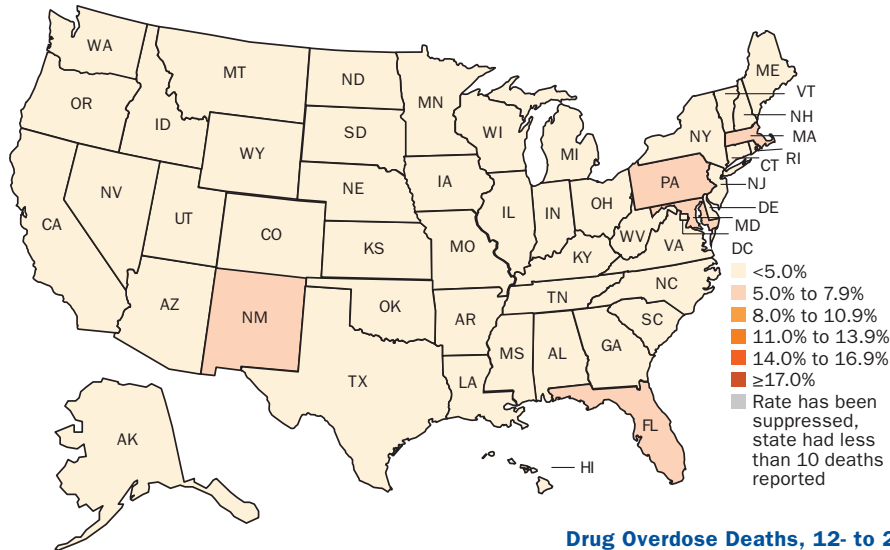 WA
MT
ND
MN
ME
VT
OR
ID
SD
WI
NY
NH
MA
WY
MI
RI
CT
IA
PA
NJ
NE
NV
OH
DE
IL
IN
UT
MD
CA
CO
WV
VA
DC
KS
MO
KY
NC
TN
AZ
NM
OK
AR
SC
MS
AL
GA
TX
LA
FL
AK
HI
<5.0%
5.0% to 7.9%
8.0% to 10.9%
11.0% to 13.9%
14.0% to 16.9%
≥17.0%
Rate has been
suppressed,
state had less
than 10 deaths
reported
Drug Overdose Deaths, 12- to 2